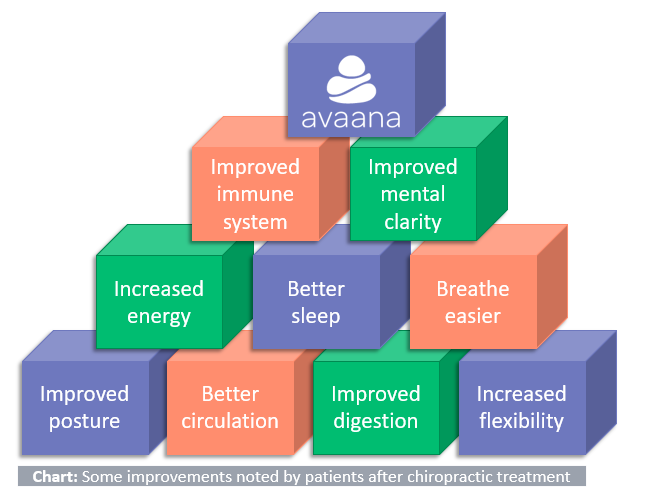 avaana
Improved
immune
system
Improved
mental
clarity
Increased
energy
Better
sleep
Breathe
easier
Improved
posture
Better
circulation
Improved
digestion
Increased
flexibility
Chart: Some improvements noted by patients after chiropractic treatment